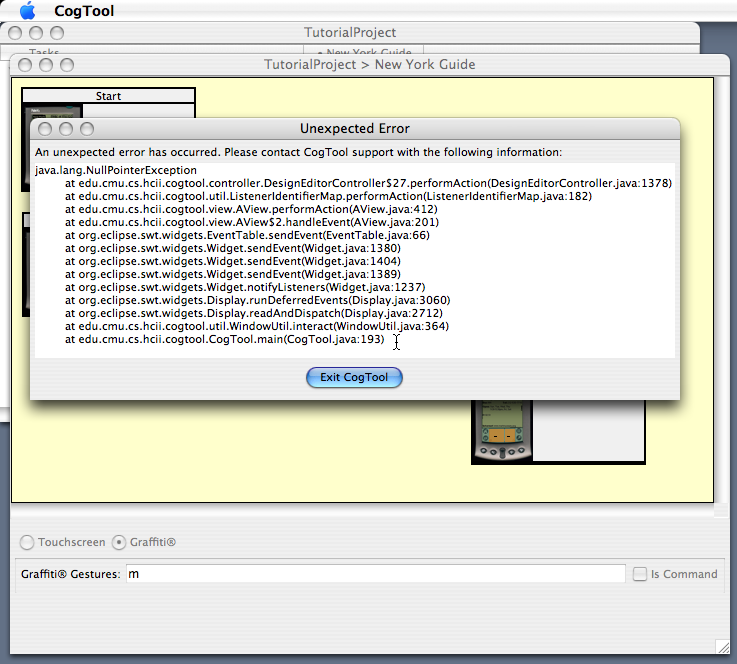 CogTool
TutorialProject
Tasks
New York Guide
TutorialProject > New York Guide
Start
Unexpected Error
An unexpected error has occurred. Please contact CogTool support with the following information:
java.lang.NullPointerException
at edu.cmu.cs.hcii.cogtool.controller.DesignEditorController$27.performAction(DesignEditorController.java:1378)
at edu.cmu.cs.hcii.cogtool.util.ListenerIdentifierMap.performAction(ListenerIdentifierMap.java:182)
at edu.cmu.cs.hcii.cogtool.view.AView.performAction(AView.java:412)
at edu.cmu.cs.hcii.cogtool.view.AView$2.handleEvent(AView.java:201)
at org.eclipse.swt.widgets.EventTable.sendEvent(EventTable.java:66)
at org.eclipse.swt.widgets.Widget.sendEvent(Widget.java:1380)
at org.eclipse.swt.widgets.Widget.sendEvent(Widget.java:1404)
at org.eclipse.swt.widgets.Widget.sendEvent(Widget.java:1389)
at org.eclipse.swt.widgets.Widget.notifyListeners(Widget.java:1237)
at org.eclipse.swt.widgets.Display.runDeferredEvents(Display.java:3060)
at org.eclipse.swt.widgets.Display.readAndDispatch(Display.java:2712)
at edu.cmu.cs.hcii.cogtool.util.WindowUtil.interact(WindowUtil.java:364)
at edu.cmu.cs.hcii.cogtool.CogTool.main(CogTool.java:193)
Exit CogTool
Touchscreen Graffiti®
Graffiti® Gestures: m Is Command